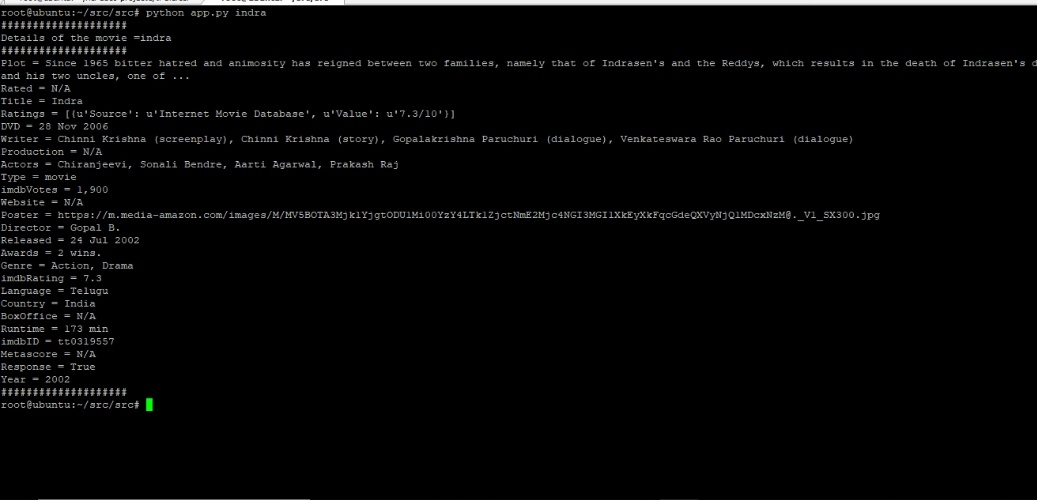 root@ubuntu:~/src/src# python app.py indra
####################
Details of the movie =indra
####################
Plot = Since 1965 bitter hatred and animosity has reigned between two families, namely that of Indrasen's and the Reddys, which results in the death of Indrasen's d
and his two uncles, one of ...
Rated = N/A
Title = Indra
Ratings = [{u'Source': u'Internet Movie Database', u'Value': u'7.3/10'}]
DVD = 28 Nov 2006
Writer = Chinni Krishna (screenplay), Chinni Krishna (story), Gopalakrishna Paruchuri (dialogue), Venkateswara Rao Paruchuri (dialogue)
Production = N/A
Actors = Chiranjeevi, Sonali Bendre, Aarti Agarwal, Prakash Raj
Type = movie
imdbVotes = 1,900
Website = N/A
Poster = https://m.media-amazon.com/images/M/MV5BOTA3Mjk1YjgtODU1Mi00YzY4LTk1ZjctNmE2Mjc4NGI3MGI1XkEyXkFqcGdeQXVyNjQ1MDcxNzM@._V1_SX300.jpg
Director = Gopal B.
Released = 24 Jul 2002
Awards = 2 wins.
Genre = Action, Drama
imdbRating = 7.3
Language = Telugu
Country = India
BoxOffice = N/A
Runtime = 173 min
imdbID = tt0319557
Metascore = N/A
Response = True
Year = 2002
####################
root@ubuntu:~/src/src#